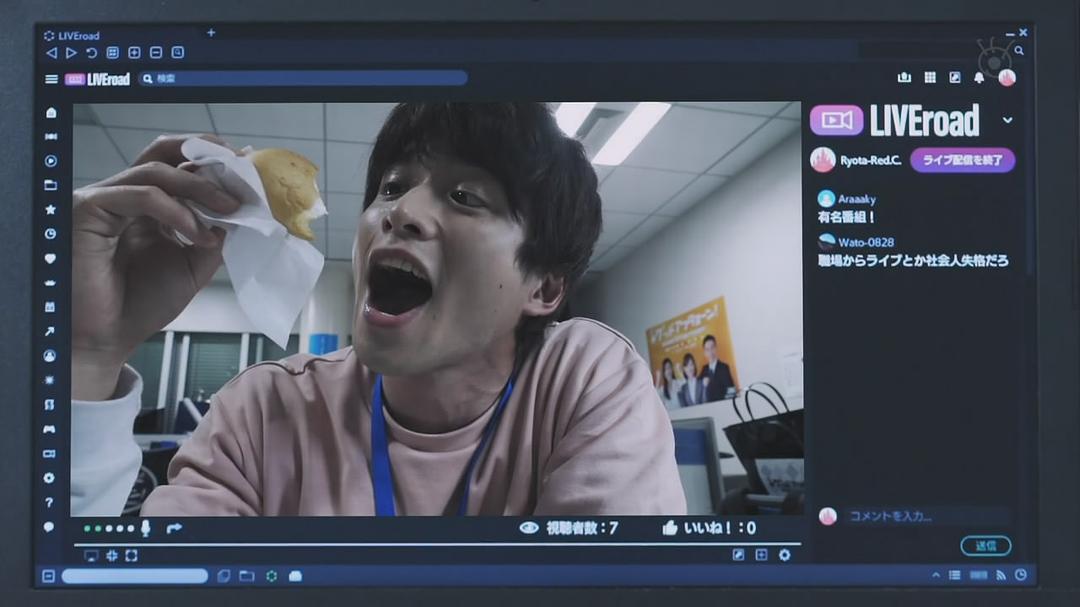 LIVEroad
LIVEroad
検索
LIVEroad
Ryota-Red.C.
ライブ配信を終了
Araaaky
有名番組！
Wato-0828
職場からライブとか社会人失格だろ
視聴者数：7
いいね！：0
コメントを入力...
送信